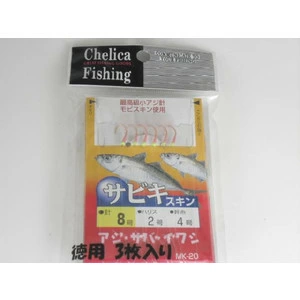 Chelica
Fishing
最高級小アジ針
モビスキン使用
サビキスキン
針 8号 ハリス 2号 幹糸 4号
アジ・サバ・イワシ
徳用 3枚入り
MK-20